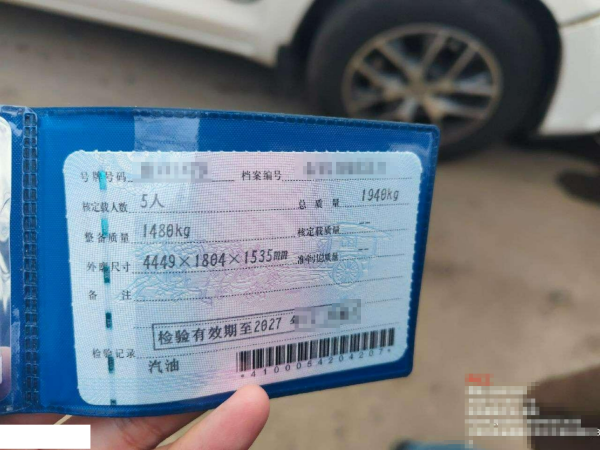 号牌号码 档案编号
核定载人数 5人 总质量 1940kg
整备质量 1480kg 核定载质量 --
外廓尺寸 4449×1804×1535mm 准牵引总质量 --
备注
检验有效期至2027年
检验记录
汽油
*4100054204207*